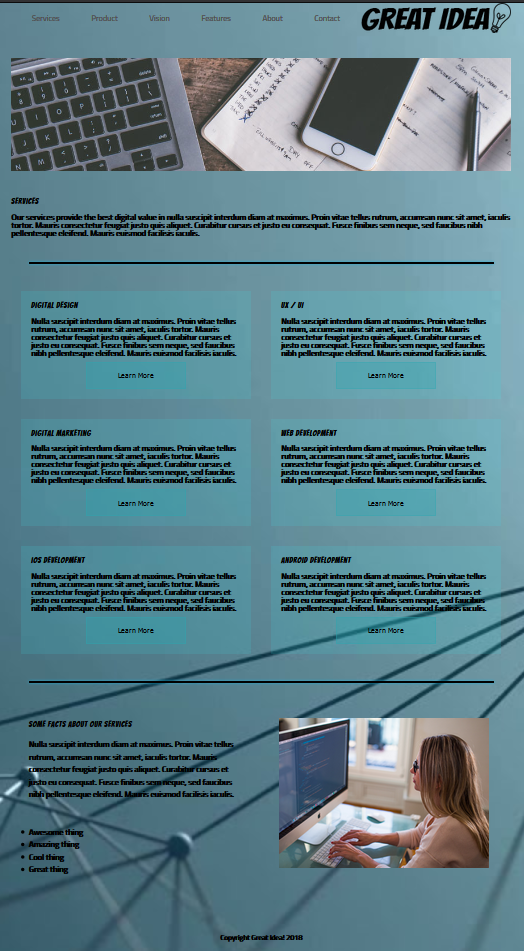 Services Product Vision Features About Contact GREAT IDEA
SERVICES
Our services provide the best digital value in nulla suscipit interdum diam at maximus. Proin vitae tellus rutrum, accumsan nunc sit amet, iaculis
tortor. Mauris consectetur feugiat justo quis aliquet. Curabitur cursus et justo eu consequat. Fusce finibus sem neque, sed faucibus nibh
pellentesque eleifend. Mauris euismod facilisis iaculis.
DIGITAL DESIGN
Nulla suscipit interdum diam at maximus. Proin vitae tellus
rutrum, accumsan nunc sit amet, iaculis tortor. Mauris
consectetur feugiat justo quis aliquet. Curabitur cursus et
justo eu consequat. Fusce finibus sem neque, sed faucibus
nibh pellentesque eleifend. Mauris euismod facilisis iaculis.
Learn More
UX / UI
Nulla suscipit interdum diam at maximus. Proin vitae tellus
rutrum, accumsan nunc sit amet, iaculis tortor. Mauris
consectetur feugiat justo quis aliquet. Curabitur cursus et
justo eu consequat. Fusce finibus sem neque, sed faucibus
nibh pellentesque eleifend. Mauris euismod facilisis iaculis.
Learn More
DIGITAL MARKETING
Nulla suscipit interdum diam at maximus. Proin vitae tellus
rutrum, accumsan nunc sit amet, iaculis tortor. Mauris
consectetur feugiat justo quis aliquet. Curabitur cursus et
justo eu consequat. Fusce finibus sem neque, sed faucibus
nibh pellentesque eleifend. Mauris euismod facilisis iaculis.
Learn More
WEB DEVELOPMENT
Nulla suscipit interdum diam at maximus. Proin vitae tellus
rutrum, accumsan nunc sit amet, iaculis tortor. Mauris
consectetur feugiat justo quis aliquet. Curabitur cursus et
justo eu consequat. Fusce finibus sem neque, sed faucibus
nibh pellentesque eleifend. Mauris euismod facilisis iaculis.
Learn More
IOS DEVELOPMENT
Nulla suscipit interdum diam at maximus. Proin vitae tellus
rutrum, accumsan nunc sit amet, iaculis tortor. Mauris
consectetur feugiat justo quis aliquet. Curabitur cursus et
justo eu consequat. Fusce finibus sem neque, sed faucibus
nibh pellentesque eleifend. Mauris euismod facilisis iaculis.
Learn More
ANDROID DEVELOPMENT
Nulla suscipit interdum diam at maximus. Proin vitae tellus
rutrum, accumsan nunc sit amet, iaculis tortor. Mauris
consectetur feugiat justo quis aliquet. Curabitur cursus et
justo eu consequat. Fusce finibus sem neque, sed faucibus
nibh pellentesque eleifend. Mauris euismod facilisis iaculis.
Learn More
SOME FACTS ABOUT OUR SERVICES
Nulla suscipit interdum diam at maximus. Proin vitae tellus
rutrum, accumsan nunc sit amet, iaculis tortor. Mauris
consectetur feugiat justo quis aliquet. Curabitur cursus et
justo eu consequat. Fusce finibus sem neque, sed faucibus
nibh pellentesque eleifend. Mauris euismod facilisis iaculis.
• Awesome thing
• Amazing thing
• Cool thing
• Great thing
Copyright Great Idea! 2018